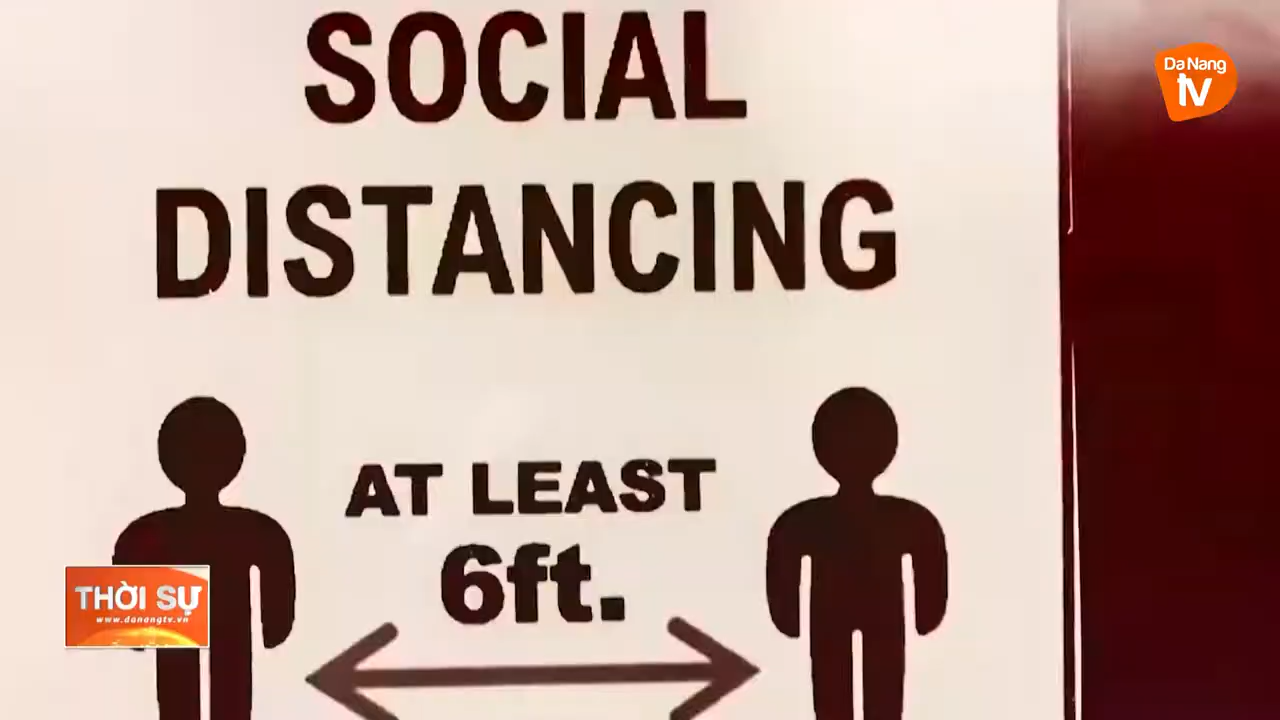 SOCIAL
DISTANCING
AT LEAST
6ft.
Da Nang
tv
THỜI SỰ
www.danangtv.vn